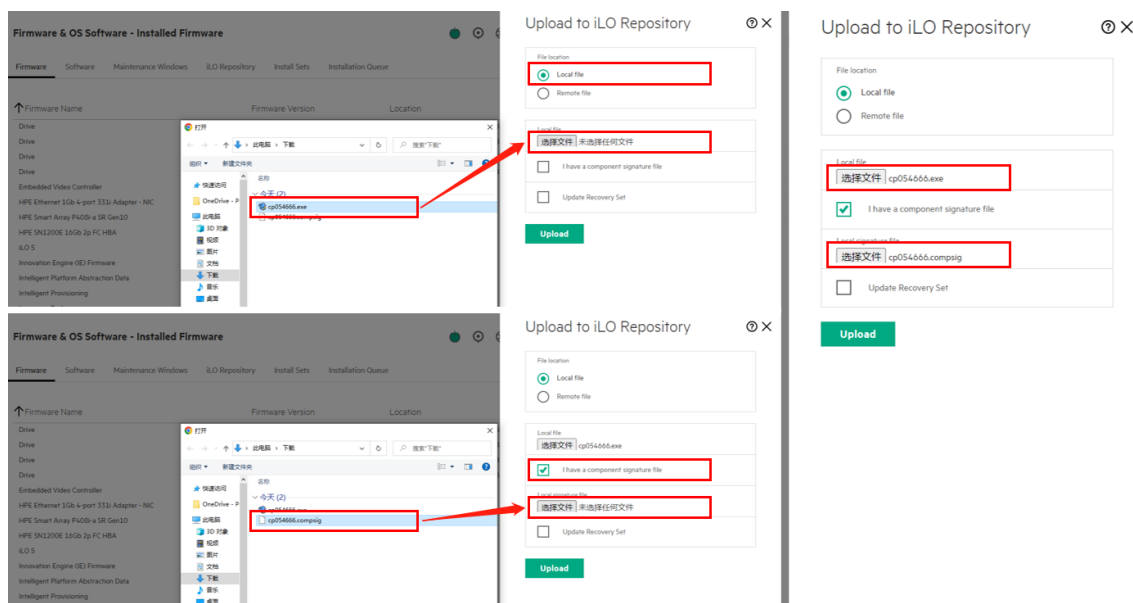 Firmware & OS Software - Installed Firmware
Firmware Software Maintenance Windows iLO Repository Install Sets Installation Queue
Firmware Name Firmware Version Location
Drive
Drive
Drive
Drive
Embedded Video Controller
HPE Ethernet 1Gb 4-port 331i Adapter - NIC
HPE Smart Array P408i-a SR Gen10
HPE SN1200E 16Gb 2p FC HBA
iLO 5
Innovation Engine (IE) Firmware
Intelligent Platform Abstraction Data
Intelligent Provisioning
打开
此电脑 › 下载
搜索"下载"
组织 新建文件夹
名称
快速访问
OneDrive - P
此电脑
3D 对象
视频
图片
文档
下载
音乐
桌面
今天 (2)
cp054666.exe
cp054666.compsig
Upload to iLO Repository
File location
Local file
Remote file
Local file
选择文件 未选择任何文件
I have a component signature file
Update Recovery Set
Upload
Upload to iLO Repository
File location
Local file
Remote file
Local file
选择文件 cp054666.exe
I have a component signature file
Local signature file
选择文件 cp054666.compsig
Update Recovery Set
Upload
Firmware & OS Software - Installed Firmware
Firmware Software Maintenance Windows iLO Repository Install Sets Installation Queue
Firmware Name Firmware Version Location
Drive
Drive
Drive
Drive
Embedded Video Controller
HPE Ethernet 1Gb 4-port 331i Adapter - NIC
HPE Smart Array P408i-a SR Gen10
HPE SN1200E 16Gb 2p FC HBA
iLO 5
Innovation Engine (IE) Firmware
Intelligent Platform Abstraction Data
Intelligent Provisioning
打开
此电脑 › 下载
搜索"下载"
组织 新建文件夹
名称
快速访问
OneDrive - P
此电脑
3D 对象
视频
图片
文档
下载
音乐
桌面
今天 (2)
cp054666.exe
cp054666.compsig
Upload to iLO Repository
File location
Local file
Remote file
Local file
选择文件 cp054666.exe
I have a component signature file
Local signature file
选择文件 未选择任何文件
Update Recovery Set
Upload